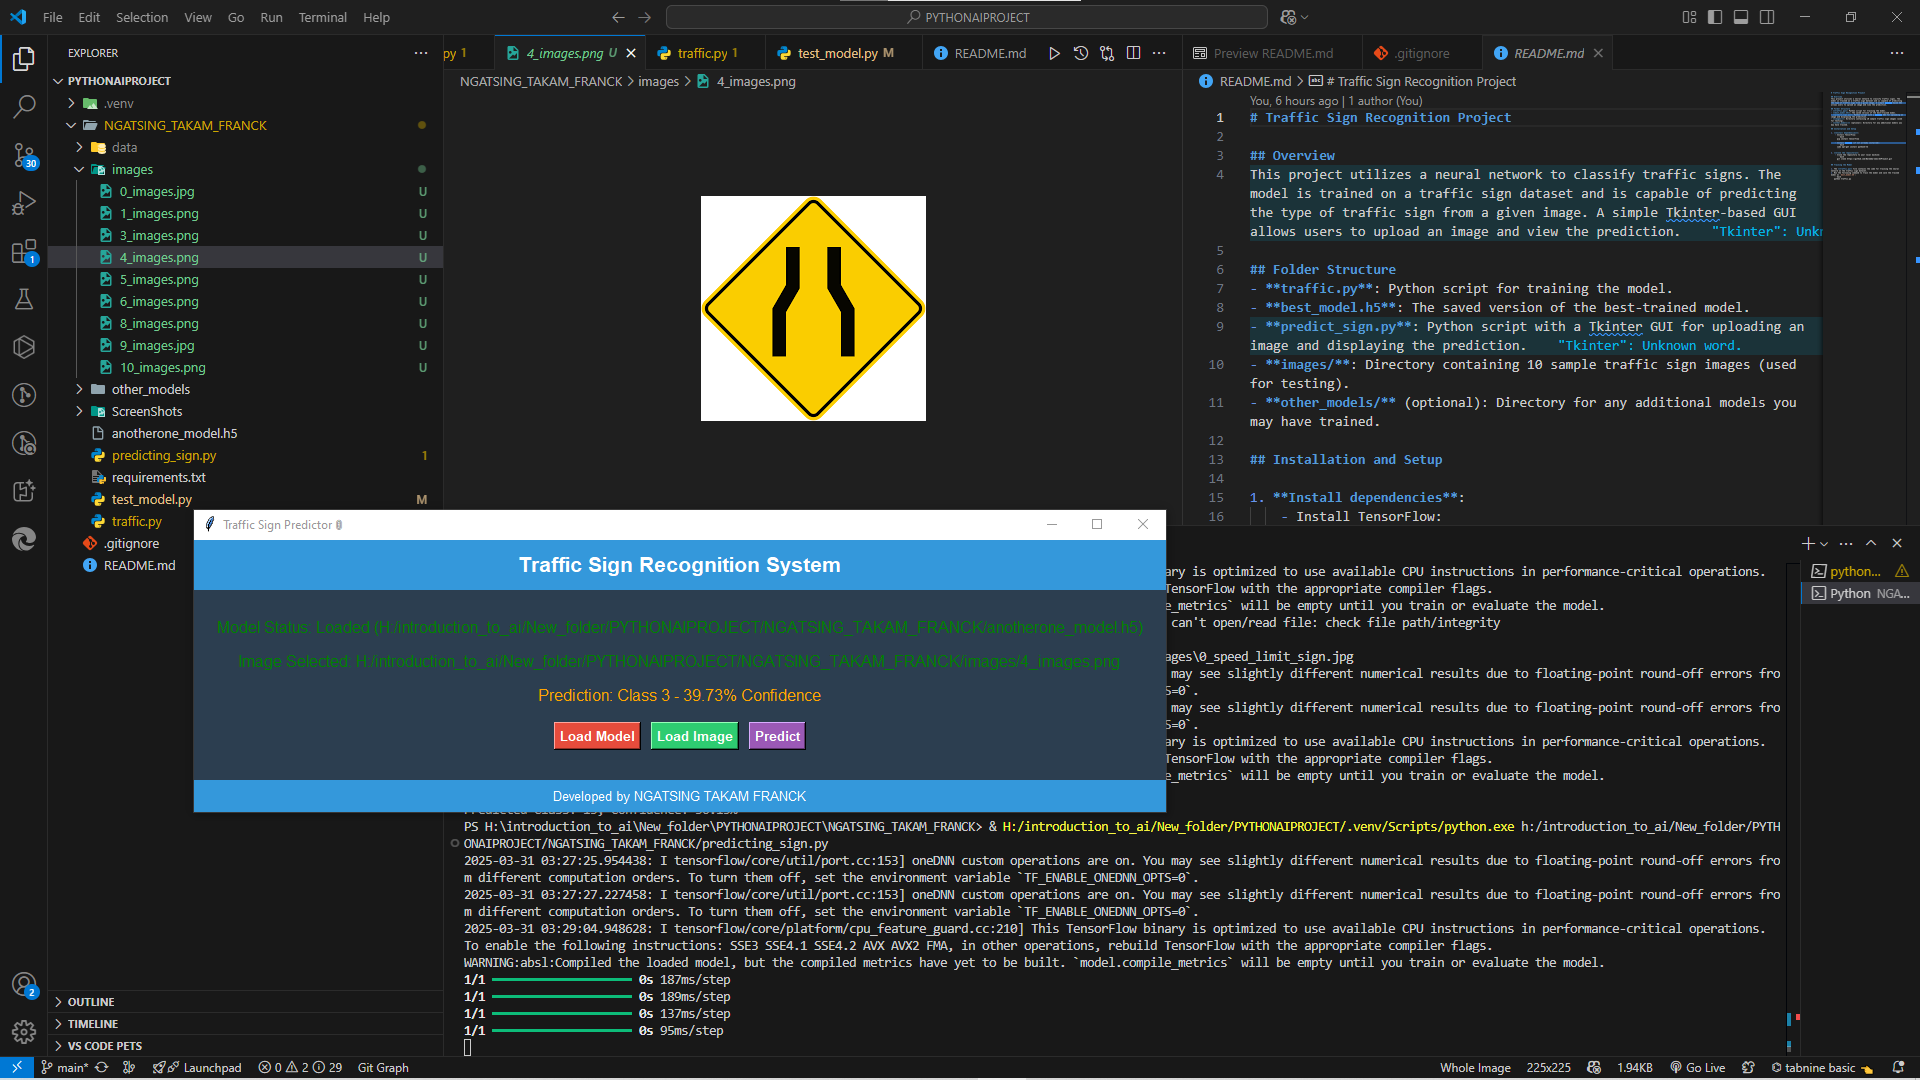 File Edit Selection View Go Run Terminal Help
PYTHONAIPROJECT
EXPLORER
PYTHONAIPROJECT
.venv
NGATSING_TAKAM_FRANCK
data
images
0_images.jpg U
1_images.png U
3_images.png U
4_images.png U
5_images.png U
6_images.png U
8_images.png U
9_images.jpg U
10_images.png U
other_models
ScreenShots
anotherone_model.h5
predicting_sign.py 1
requirements.txt
test_model.py M
traffic.py
.gitignore
README.md
OUTLINE
TIMELINE
VS CODE PETS
30
1
2
py 1
4_images.png U
traffic.py 1
test_model.py M
README.md
NGATSING_TAKAM_FRANCK > images > 4_images.png
Preview README.md
.gitignore
README.md
README.md > # Traffic Sign Recognition Project
You, 6 hours ago | 1 author (You)
1 # Traffic Sign Recognition Project
2
3 ## Overview
4 This project utilizes a neural network to classify traffic signs. The
model is trained on a traffic sign dataset and is capable of predicting
the type of traffic sign from a given image. A simple Tkinter-based GUI
allows users to upload an image and view the prediction. "Tkinter": Unkn
5
6 ## Folder Structure
7 - **traffic.py**: Python script for training the model.
8 - **best_model.h5**: The saved version of the best-trained model.
9 - **predict_sign.py**: Python script with a Tkinter GUI for uploading an
image and displaying the prediction. "Tkinter": Unknown word.
10 - **images/**: Directory containing 10 sample traffic sign images (used
for testing).
11 - **other_models/** (optional): Directory for any additional models you
may have trained.
12
13 ## Installation and Setup
14
15 1. **Install dependencies**:
16 - Install TensorFlow:
Traffic Sign Predictor
Traffic Sign Recognition System
Model Status: Loaded (H:/introduction_to_ai/New_folder/PYTHONAIPROJECT/NGATSING_TAKAM_FRANCK/anotherone_model.h5)
Image Selected: H:/introduction_to_ai/New_folder/PYTHONAIPROJECT/NGATSING_TAKAM_FRANCK/images/4_images.png
Prediction: Class 3 - 39.73% Confidence
Load Model Load Image Predict
Developed by NGATSING TAKAM FRANCK
python...
Python NGA...
ary is optimized to use available CPU instructions in performance-critical operations.
TensorFlow with the appropriate compiler flags.
e_metrics` will be empty until you train or evaluate the model.
can't open/read file: check file path/integrity
ages\0_speed_limit_sign.jpg
may see slightly different numerical results due to floating-point round-off errors fro
S=0`.
may see slightly different numerical results due to floating-point round-off errors fro
S=0`.
ary is optimized to use available CPU instructions in performance-critical operations.
TensorFlow with the appropriate compiler flags.
e_metrics` will be empty until you train or evaluate the model.
PS H:\introduction_to_ai\New_folder\PYTHONAIPROJECT\NGATSING_TAKAM_FRANCK> & H:/introduction_to_ai/New_folder/PYTHONAIPROJECT/.venv/Scripts/python.exe h:/introduction_to_ai/New_folder/PYTH
ONAIPROJECT/NGATSING_TAKAM_FRANCK/predicting_sign.py
2025-03-31 03:27:25.954438: I tensorflow/core/util/port.cc:153] oneDNN custom operations are on. You may see slightly different numerical results due to floating-point round-off errors fro
m different computation orders. To turn them off, set the environment variable `TF_ENABLE_ONEDNN_OPTS=0`.
2025-03-31 03:27:27.227458: I tensorflow/core/util/port.cc:153] oneDNN custom operations are on. You may see slightly different numerical results due to floating-point round-off errors fro
m different computation orders. To turn them off, set the environment variable `TF_ENABLE_ONEDNN_OPTS=0`.
2025-03-31 03:29:04.948628: I tensorflow/core/platform/cpu_feature_guard.cc:210] This TensorFlow binary is optimized to use available CPU instructions in performance-critical operations.
To enable the following instructions: SSE3 SSE4.1 SSE4.2 AVX AVX2 FMA, in other operations, rebuild TensorFlow with the appropriate compiler flags.
WARNING:absl:Compiled the loaded model, but the compiled metrics have yet to be built. `model.compile_metrics` will be empty until you train or evaluate the model.
1/1 0s 187ms/step
1/1 0s 189ms/step
1/1 0s 137ms/step
1/1 0s 95ms/step
main* Launchpad 0 2 29 Git Graph
Whole Image 225x225 1.94KB Go Live tabnine basic